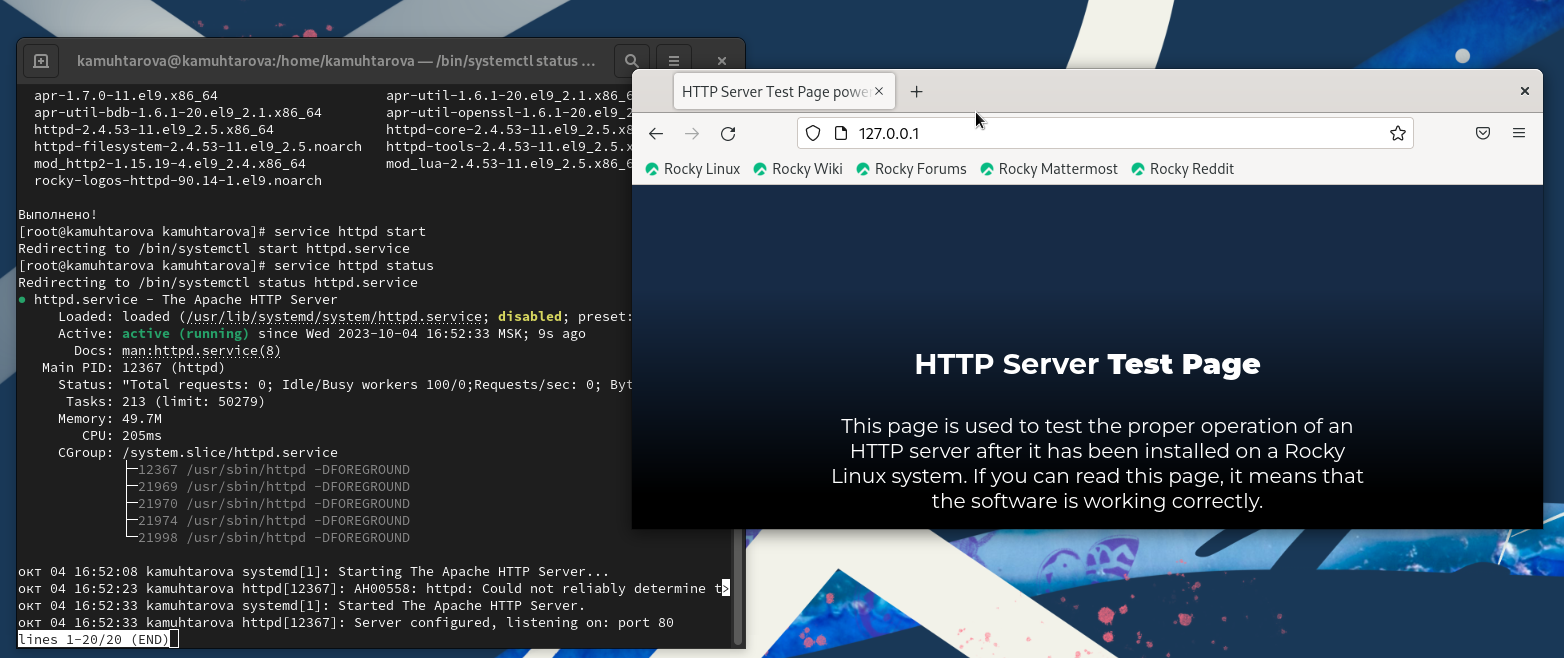 kamuhtarova@kamuhtarova:/home/kamuhtarova — /bin/systemctl status ...
apr-1.7.0-11.el9.x86_64 apr-util-1.6.1-20.el9_2.1.x86_6
apr-util-bdb-1.6.1-20.el9_2.1.x86_64 apr-util-openssl-1.6.1-20.el9_2
httpd-2.4.53-11.el9_2.5.x86_64 httpd-core-2.4.53-11.el9_2.5.x8
httpd-filesystem-2.4.53-11.el9_2.5.noarch httpd-tools-2.4.53-11.el9_2.5.x
mod_http2-1.15.19-4.el9_2.4.x86_64 mod_lua-2.4.53-11.el9_2.5.x86_6
rocky-logos-httpd-90.14-1.el9.noarch
Выполнено!
[root@kamuhtarova kamuhtarova]# service httpd start
Redirecting to /bin/systemctl start httpd.service
[root@kamuhtarova kamuhtarova]# service httpd status
Redirecting to /bin/systemctl status httpd.service
● httpd.service - The Apache HTTP Server
Loaded: loaded (/usr/lib/systemd/system/httpd.service; disabled; preset:
Active: active (running) since Wed 2023-10-04 16:52:33 MSK; 9s ago
Docs: man:httpd.service(8)
Main PID: 12367 (httpd)
Status: "Total requests: 0; Idle/Busy workers 100/0;Requests/sec: 0; Byt
Tasks: 213 (limit: 50279)
Memory: 49.7M
CPU: 205ms
CGroup: /system.slice/httpd.service
├─12367 /usr/sbin/httpd -DFOREGROUND
├─21969 /usr/sbin/httpd -DFOREGROUND
├─21970 /usr/sbin/httpd -DFOREGROUND
├─21974 /usr/sbin/httpd -DFOREGROUND
└─21998 /usr/sbin/httpd -DFOREGROUND
окт 04 16:52:08 kamuhtarova systemd[1]: Starting The Apache HTTP Server...
окт 04 16:52:23 kamuhtarova httpd[12367]: AH00558: httpd: Could not reliably determine t>
окт 04 16:52:33 kamuhtarova systemd[1]: Started The Apache HTTP Server.
окт 04 16:52:33 kamuhtarova httpd[12367]: Server configured, listening on: port 80
lines 1-20/20 (END)
HTTP Server Test Page powe
127.0.0.1
Rocky Linux Rocky Wiki Rocky Forums Rocky Mattermost Rocky Reddit
HTTP Server Test Page
This page is used to test the proper operation of an
HTTP server after it has been installed on a Rocky
Linux system. If you can read this page, it means that
the software is working correctly.